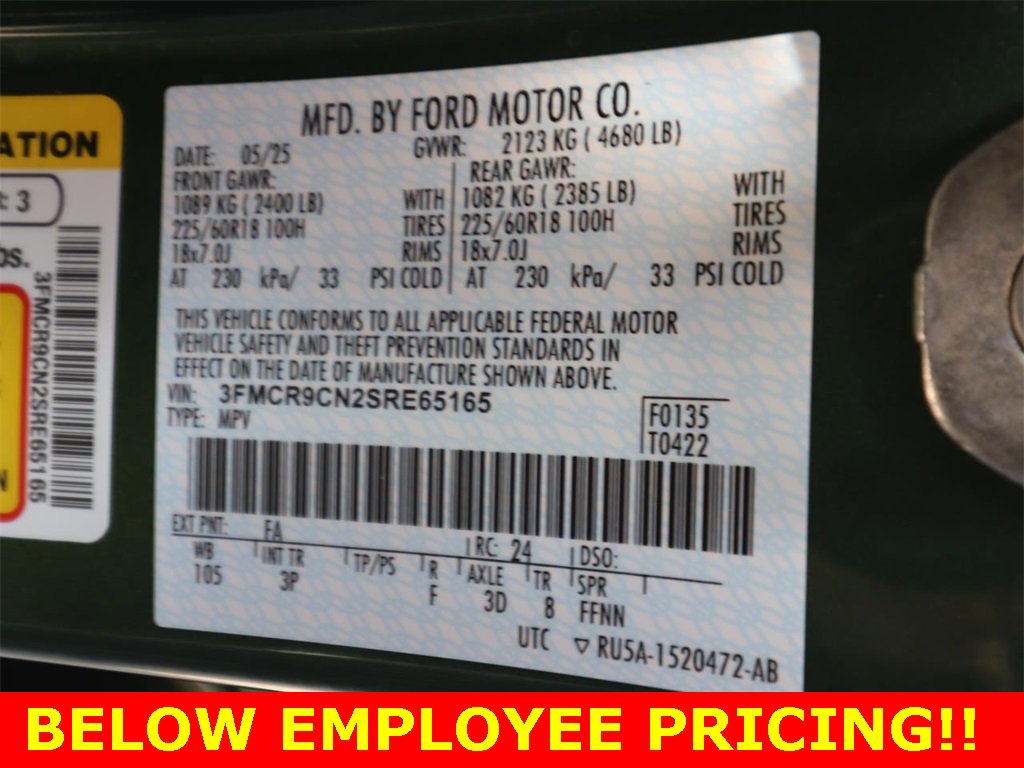 ATION
: 3
bs.
3FMCR9CN2SRE65165
N
MFD. BY FORD MOTOR CO.
DATE: 05/25 GVWR: 2123 KG ( 4680 LB)
FRONT GAWR: REAR GAWR:
1089 KG ( 2400 LB) WITH 1082 KG ( 2385 LB) WITH
225/60R18 100H TIRES 225/60R18 100H TIRES
18x7.0J RIMS 18x7.0J RIMS
AT 230 kPa/ 33 PSI COLD AT 230 kPa/ 33 PSI COLD
THIS VEHICLE CONFORMS TO ALL APPLICABLE FEDERAL MOTOR
VEHICLE SAFETY AND THEFT PREVENTION STANDARDS IN
EFFECT ON THE DATE OF MANUFACTURE SHOWN ABOVE.
VIN: 3FMCR9CN2SRE65165
TYPE: MPV
F0135
T0422
EXT PNT: FA RC: 24 DSO:
WB INT TR TP/PS R AXLE TR SPR
105 3P F 3D 8 FFNN
UTC ▽ RU5A-1520472-AB
BELOW EMPLOYEE PRICING!!